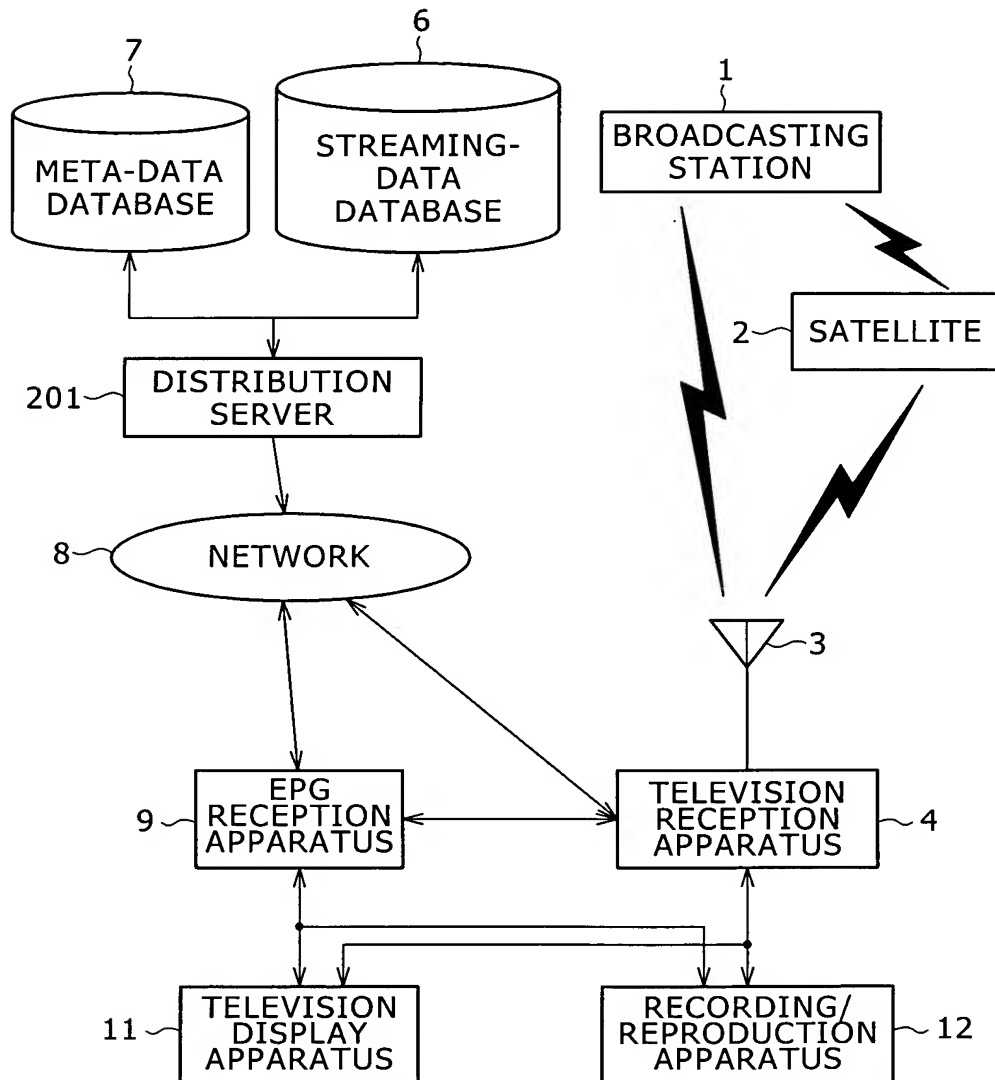 7
6
1
META-DATA
DATABASE
STREAMING-
DATA
DATABASE
BROADCASTING
STATION
2
SATELLITE
201
DISTRIBUTION
SERVER
8
NETWORK
3
9
EPG
RECEPTION
APPARATUS
TELEVISION
RECEPTION
APPARATUS
4
11
TELEVISION
DISPLAY
APPARATUS
RECORDING/
REPRODUCTION
APPARATUS
12